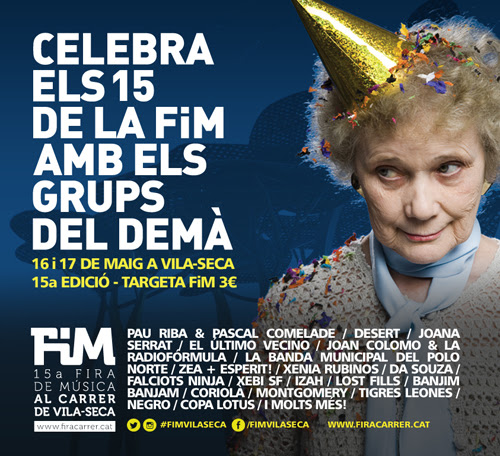 CELEBRA
ELS 15
DE LA FiM
AMB ELS
GRUPS
DEL DEMÀ
16 i 17 DE MAIG A VILA-SECA
15a EDICIÓ - TARGETA FiM 3€
FiM
15a FIRA
DE MÚSICA
AL CARRER
DE VILA-SECA
www.firacarrer.cat
PAU RIBA & PASCAL COMELADE / DESERT / JOANA
SERRAT / EL ÚLTIMO VECINO / JOAN COLOMO & LA
RADIOFÓRMULA / LA BANDA MUNICIPAL DEL POLO
NORTE / ZEA + ESPERIT! / XENIA RUBINOS / DA SOUZA /
FALCIOTS NINJA / XEBI SF / IZAH / LOST FILLS / BANJIM
BANJAM / CORIOLA / MONTGOMERY / TIGRES LEONES /
NEGRO / COPA LOTUS / I MOLTS MÉS!
#FIMVILASECA
/FIMVILASECA
WWW.FIRACARRER.CAT